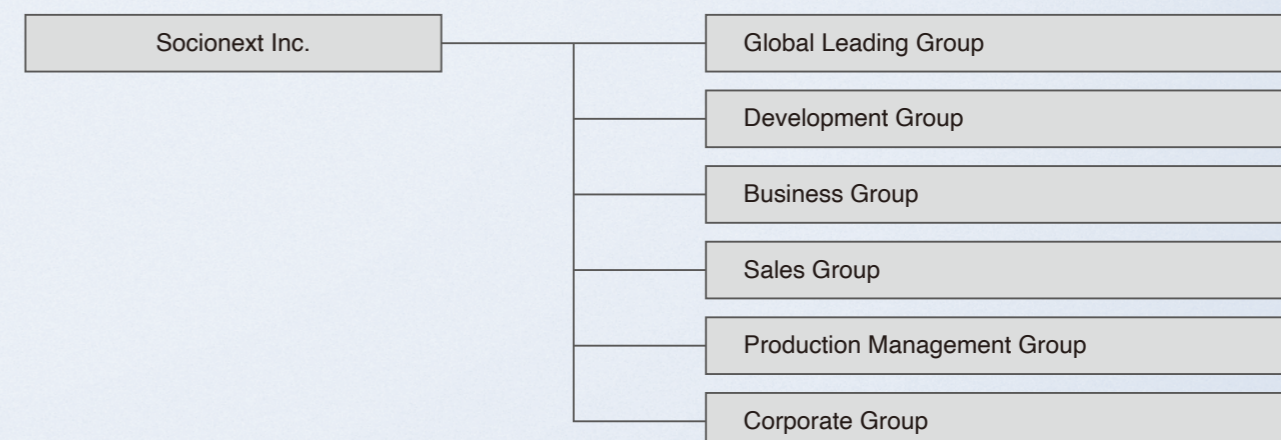 Socionext Inc.
Global Leading Group
Development Group
Business Group
Sales Group
Production Management Group
Corporate Group